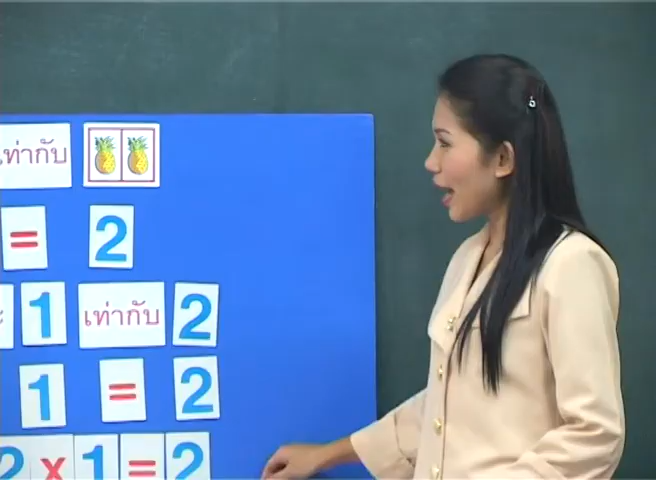 เท่ากับ
= 2
1 เท่ากับ 2
1 = 2
2 × 1 = 2